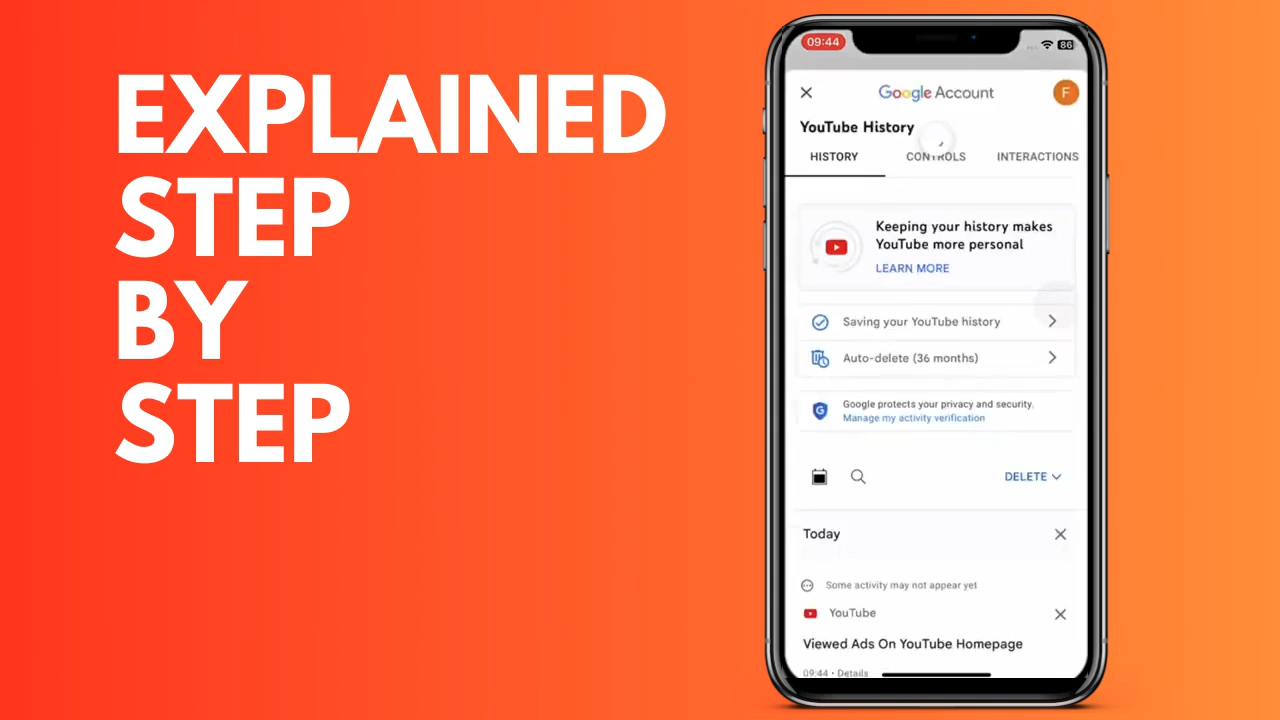 EXPLAINED
STEP
BY
STEP
09:44
86
Google Account
F
YouTube History
HISTORY CONTROLS INTERACTIONS
Keeping your history makes
YouTube more personal
LEARN MORE
Saving your YouTube history
Auto-delete (36 months)
G
Google protects your privacy and security.
Manage my activity verification
DELETE
Today
Some activity may not appear yet
YouTube
Viewed Ads On YouTube Homepage
09:44 • Details